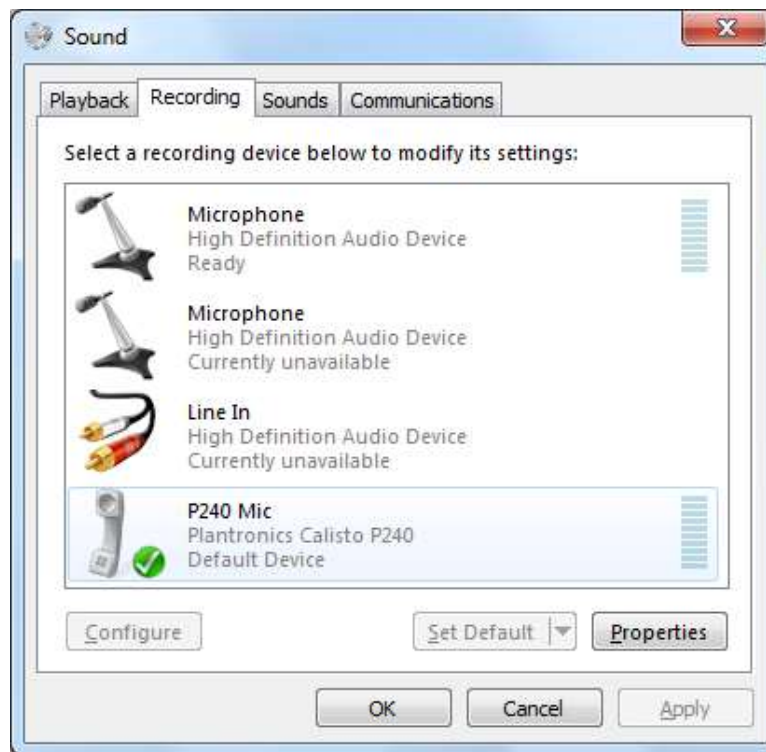 Sound
Playback Recording Sounds Communications
Select a recording device below to modify its settings:
Microphone
High Definition Audio Device
Ready
Microphone
High Definition Audio Device
Currently unavailable
Line In
High Definition Audio Device
Currently unavailable
P240 Mic
Plantronics Calisto P240
Default Device
Configure Set Default Properties
OK Cancel Apply